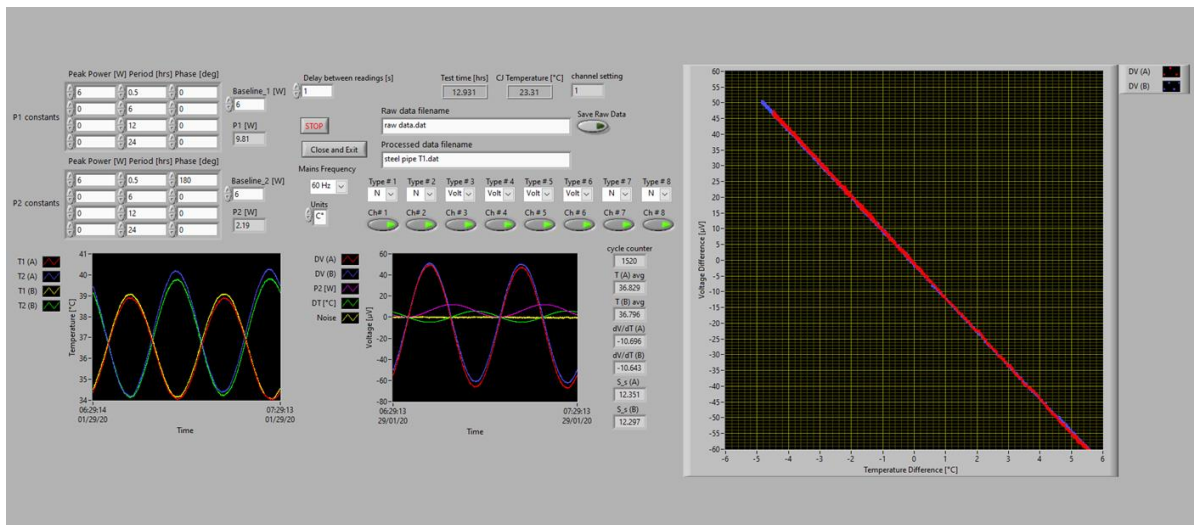 Peak Power [W] Period [hrs] Phase [deg]
P1 constants
6 0.5 0
0 6 0
0 12 0
0 24 0
Baseline_1 [W]
6
P1 [W]
9.81
Peak Power [W] Period [hrs] Phase [deg]
P2 constants
6 0.5 180
0 6 0
0 12 0
0 24 0
Baseline_2 [W]
6
P2 [W]
2.19
Delay between readings [s]
1
Test time [hrs]
12.931
CJ Temperature [°C]
23.31
channel setting
1
STOP
Close and Exit
Raw data filename
raw data.dat
Save Raw Data
Processed data filename
steel pipe T1.dat
Mains Frequency
60 Hz
Units
C°
Type # 1 Type # 2 Type # 3 Type # 4 Type # 5 Type # 6 Type # 7 Type # 8
N N Volt Volt Volt Volt N N
Ch# 1 Ch# 2 Ch # 3 Ch # 4 Ch # 5 Ch # 6 Ch # 7 Ch # 8
T1 (A)
T2 (A)
T1 (B)
T2 (B)
Temperature [°C]
41
40
39
38
37
36
35
34
06:29:14 07:29:13
01/29/20 01/29/20
Time
DV (A)
DV (B)
P2 [W]
DT [°C]
Noise
Voltage [µV]
60
40
20
0
-20
-40
-60
-80
06:29:13 07:29:13
29/01/20 29/01/20
Time
cycle counter
1520
T (A) avg
36.829
T (B) avg
36.796
dV/dT (A)
-10.696
dV/dT (B)
-10.643
S_s (A)
12.351
S_s (B)
12.297
Voltage Difference [µV]
60
55
50
45
40
35
30
25
20
15
10
5
0
-5
-10
-15
-20
-25
-30
-35
-40
-45
-50
-55
-60
-6 -5 -4 -3 -2 -1 0 1 2 3 4 5 6
Temperature Difference [°C]
DV (A)
DV (B)